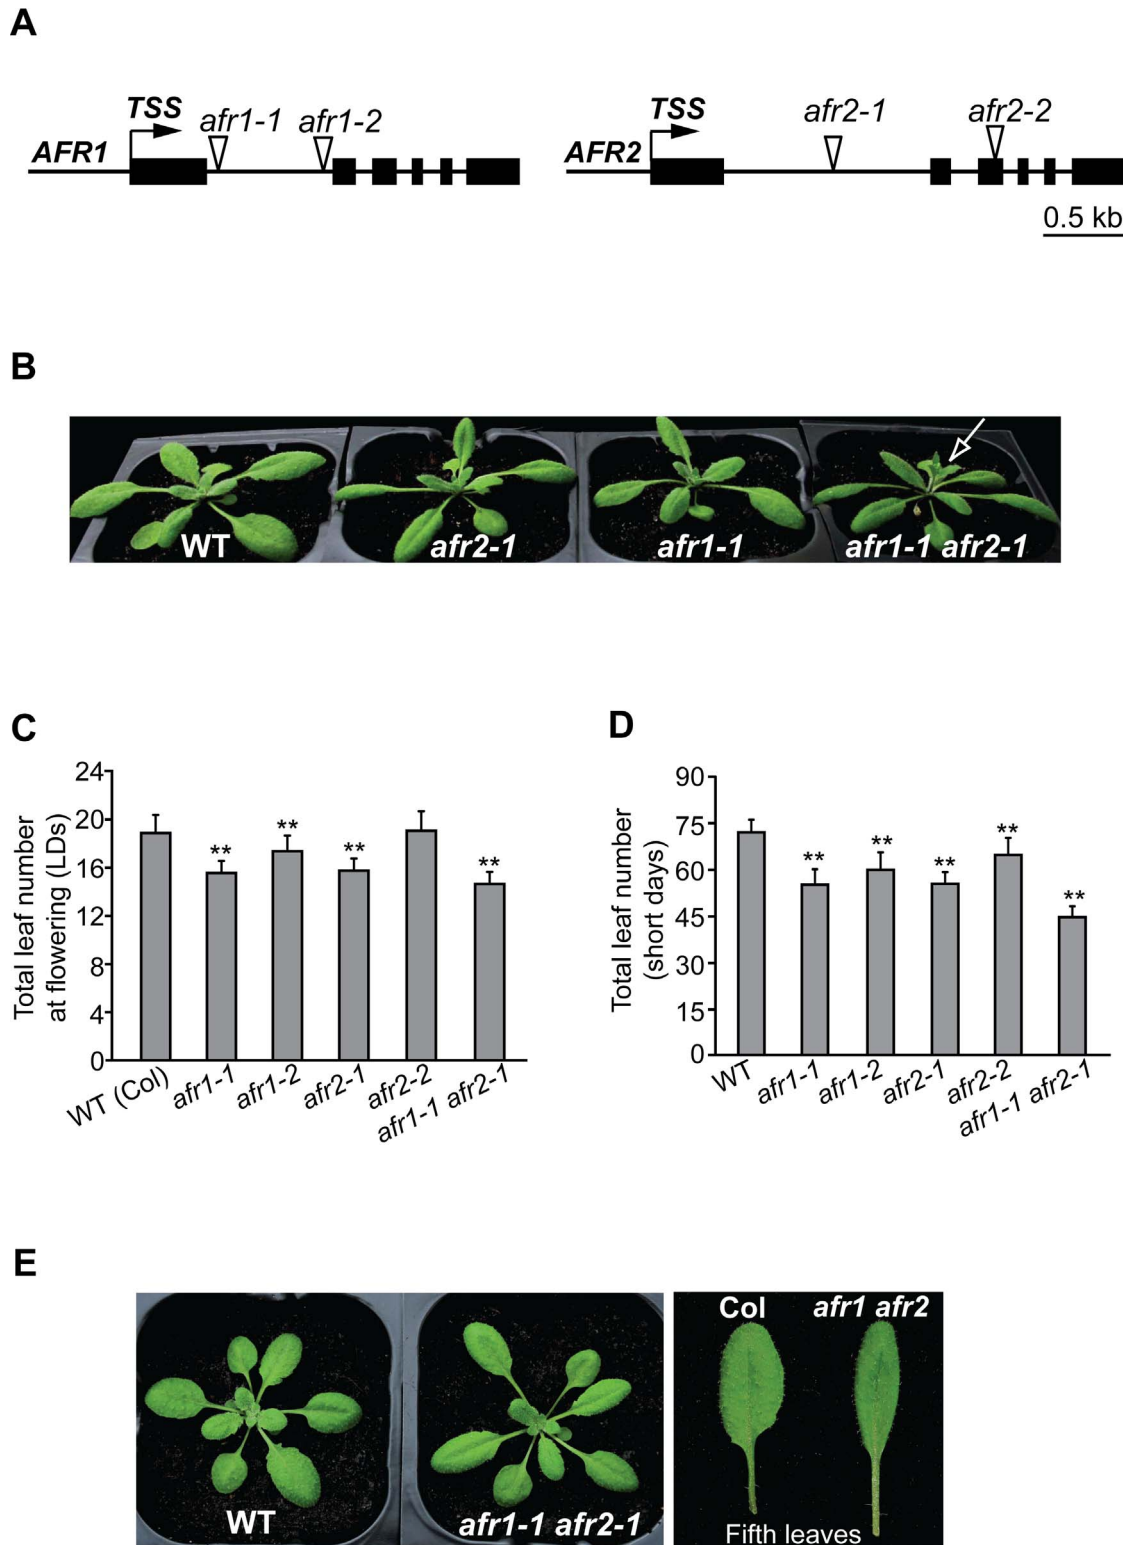 A
TSS afr1-1 afr1-2
AFR1
TSS afr2-1 afr2-2
AFR2
0.5 kb
B
WT afr2-1 afr1-1 afr1-1 afr2-1
C
Total leaf number
at flowering (LDs)
24
20
16
12
8
4
0
** ** ** **
WT (Col) afr1-1 afr1-2 afr2-1 afr2-2 afr1-1 afr2-1
D
Total leaf number
(short days)
90
75
60
45
30
15
0
** ** ** ** **
WT afr1-1 afr1-2 afr2-1 afr2-2 afr1-1 afr2-1
E
WT afr1-1 afr2-1
Col afr1 afr2
Fifth leaves